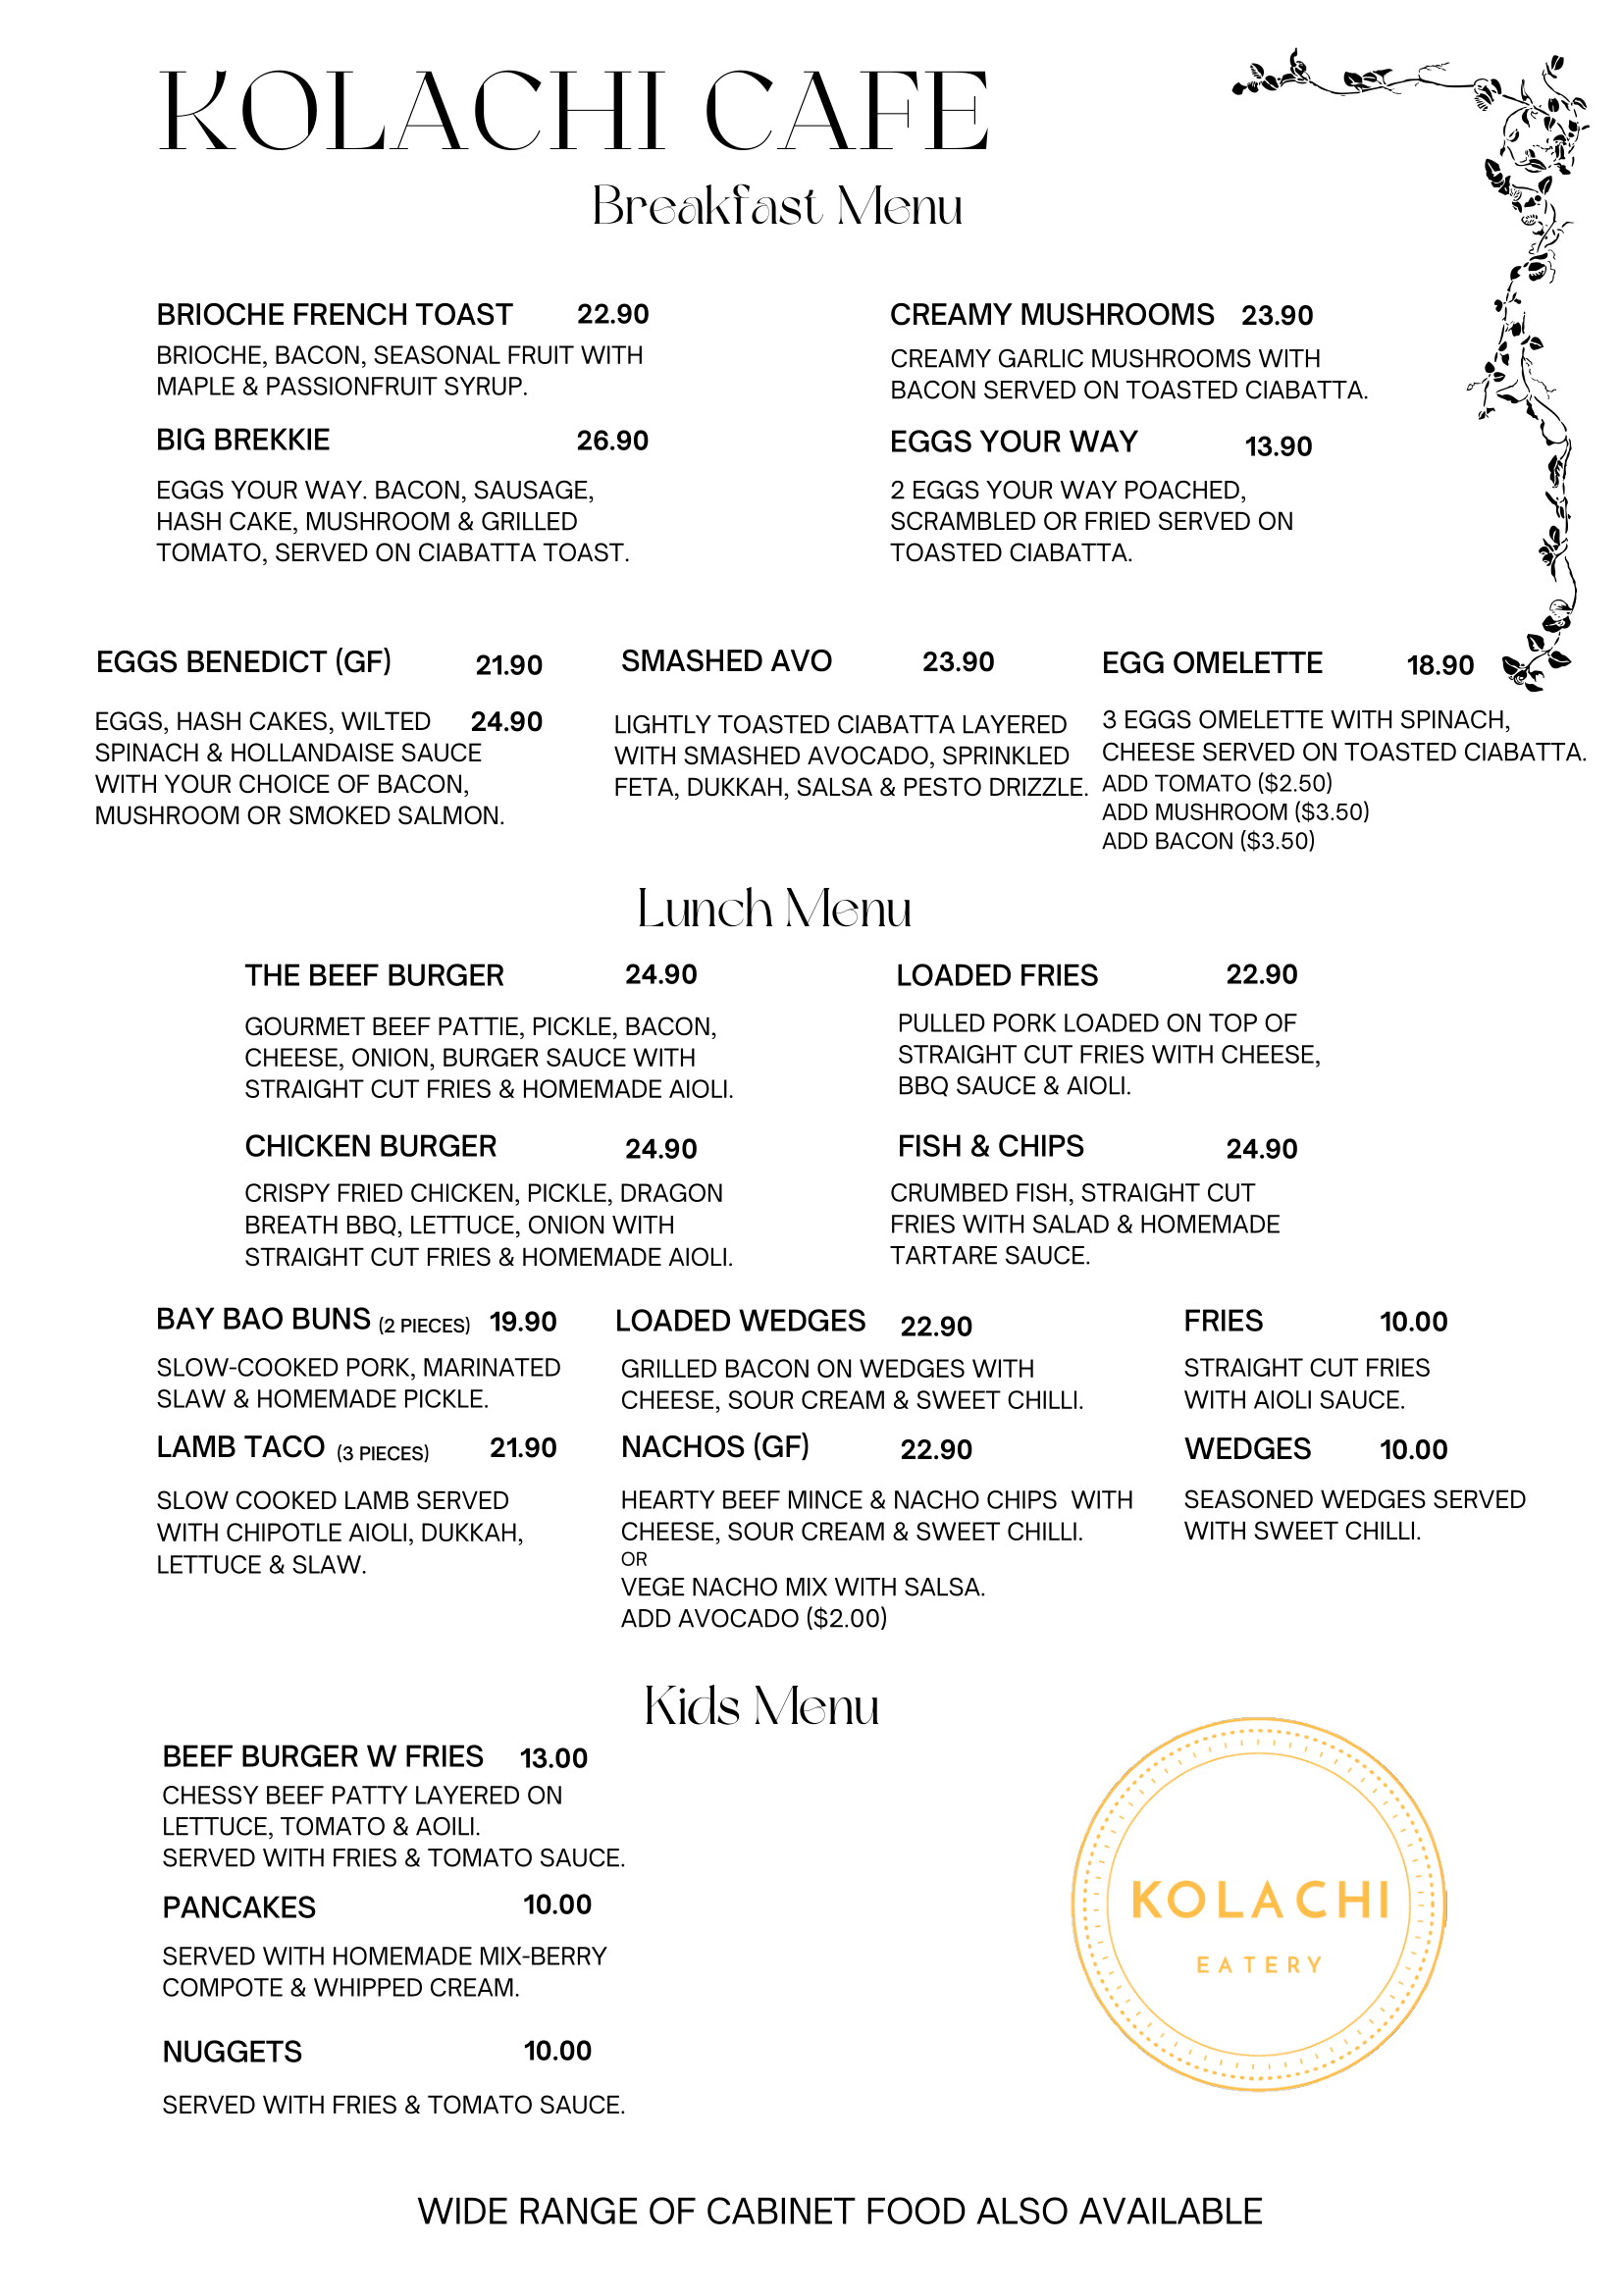 KOLACHI CAFE
Breakfast Menu
BRIOCHE FRENCH TOAST 22.90
BRIOCHE, BACON, SEASONAL FRUIT WITH
MAPLE & PASSIONFRUIT SYRUP.
CREAMY MUSHROOMS 23.90
CREAMY GARLIC MUSHROOMS WITH
BACON SERVED ON TOASTED CIABATTA.
BIG BREKKIE 26.90
EGGS YOUR WAY. BACON, SAUSAGE,
HASH CAKE, MUSHROOM & GRILLED
TOMATO, SERVED ON CIABATTA TOAST.
EGGS YOUR WAY 13.90
2 EGGS YOUR WAY POACHED,
SCRAMBLED OR FRIED SERVED ON
TOASTED CIABATTA.
EGGS BENEDICT (GF) 21.90
EGGS, HASH CAKES, WILTED 24.90
SPINACH & HOLLANDAISE SAUCE
WITH YOUR CHOICE OF BACON,
MUSHROOM OR SMOKED SALMON.
SMASHED AVO 23.90
LIGHTLY TOASTED CIABATTA LAYERED
WITH SMASHED AVOCADO, SPRINKLED
FETA, DUKKAH, SALSA & PESTO DRIZZLE.
EGG OMELETTE 18.90
3 EGGS OMELETTE WITH SPINACH,
CHEESE SERVED ON TOASTED CIABATTA.
ADD TOMATO ($2.50)
ADD MUSHROOM ($3.50)
ADD BACON ($3.50)
Lunch Menu
THE BEEF BURGER 24.90
GOURMET BEEF PATTIE, PICKLE, BACON,
CHEESE, ONION, BURGER SAUCE WITH
STRAIGHT CUT FRIES & HOMEMADE AIOLI.
LOADED FRIES 22.90
PULLED PORK LOADED ON TOP OF
STRAIGHT CUT FRIES WITH CHEESE,
BBQ SAUCE & AIOLI.
CHICKEN BURGER 24.90
CRISPY FRIED CHICKEN, PICKLE, DRAGON
BREATH BBQ, LETTUCE, ONION WITH
STRAIGHT CUT FRIES & HOMEMADE AIOLI.
FISH & CHIPS 24.90
CRUMBED FISH, STRAIGHT CUT
FRIES WITH SALAD & HOMEMADE
TARTARE SAUCE.
BAY BAO BUNS (2 PIECES) 19.90
SLOW-COOKED PORK, MARINATED
SLAW & HOMEMADE PICKLE.
LOADED WEDGES 22.90
GRILLED BACON ON WEDGES WITH
CHEESE, SOUR CREAM & SWEET CHILLI.
FRIES 10.00
STRAIGHT CUT FRIES
WITH AIOLI SAUCE.
LAMB TACO (3 PIECES) 21.90
SLOW COOKED LAMB SERVED
WITH CHIPOTLE AIOLI, DUKKAH,
LETTUCE & SLAW.
NACHOS (GF) 22.90
HEARTY BEEF MINCE & NACHO CHIPS WITH
CHEESE, SOUR CREAM & SWEET CHILLI.
OR
VEGE NACHO MIX WITH SALSA.
ADD AVOCADO ($2.00)
WEDGES 10.00
SEASONED WEDGES SERVED
WITH SWEET CHILLI.
Kids Menu
BEEF BURGER W FRIES 13.00
CHESSY BEEF PATTY LAYERED ON
LETTUCE, TOMATO & AOILI.
SERVED WITH FRIES & TOMATO SAUCE.
PANCAKES 10.00
SERVED WITH HOMEMADE MIX-BERRY
COMPOTE & WHIPPED CREAM.
NUGGETS 10.00
SERVED WITH FRIES & TOMATO SAUCE.
KOLACHI
EATERY
WIDE RANGE OF CABINET FOOD ALSO AVAILABLE